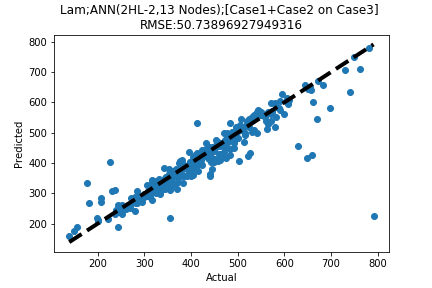 Lam;ANN(2HL-2,13 Nodes);[Case1+Case2 on Case3]
RMSE:50.73896927949316
800
700
600
500
400
300
200
Predicted
200 300 400 500 600 700 800
Actual